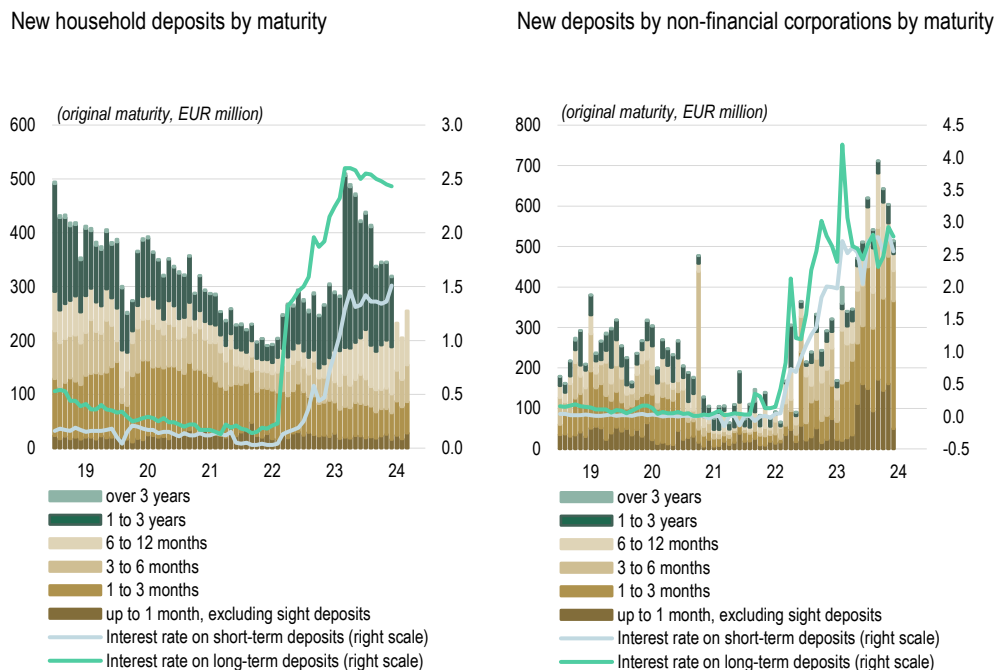 New household deposits by maturity
(original maturity, EUR million)
600
500
400
300
200
100
0
3.0
2.5
2.0
1.5
1.0
0.5
0.0
19 20 21 22 23 24
over 3 years
1 to 3 years
6 to 12 months
3 to 6 months
1 to 3 months
up to 1 month, excluding sight deposits
Interest rate on short-term deposits (right scale)
Interest rate on long-term deposits (right scale)
New deposits by non-financial corporations by maturity
(original maturity, EUR million)
800
700
600
500
400
300
200
100
0
4.5
4.0
3.5
3.0
2.5
2.0
1.5
1.0
0.5
0.0
-0.5
19 20 21 22 23 24
over 3 years
1 to 3 years
6 to 12 months
3 to 6 months
1 to 3 months
up to 1 month, excluding sight deposits
Interest rate on short-term deposits (right scale)
Interest rate on long-term deposits (right scale)